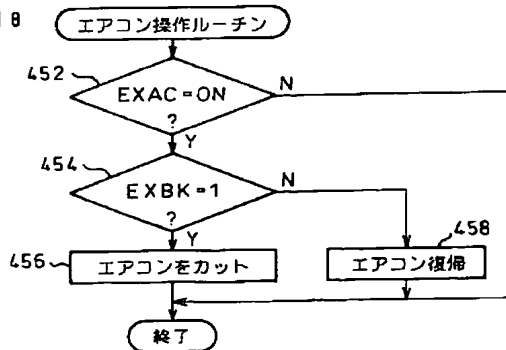 18
エアコン操作ルーチン
452
EXAC=ON
?
N
Y
454
EXBK=1
?
N
Y
456
エアコンをカット
458
エアコン復帰
終了